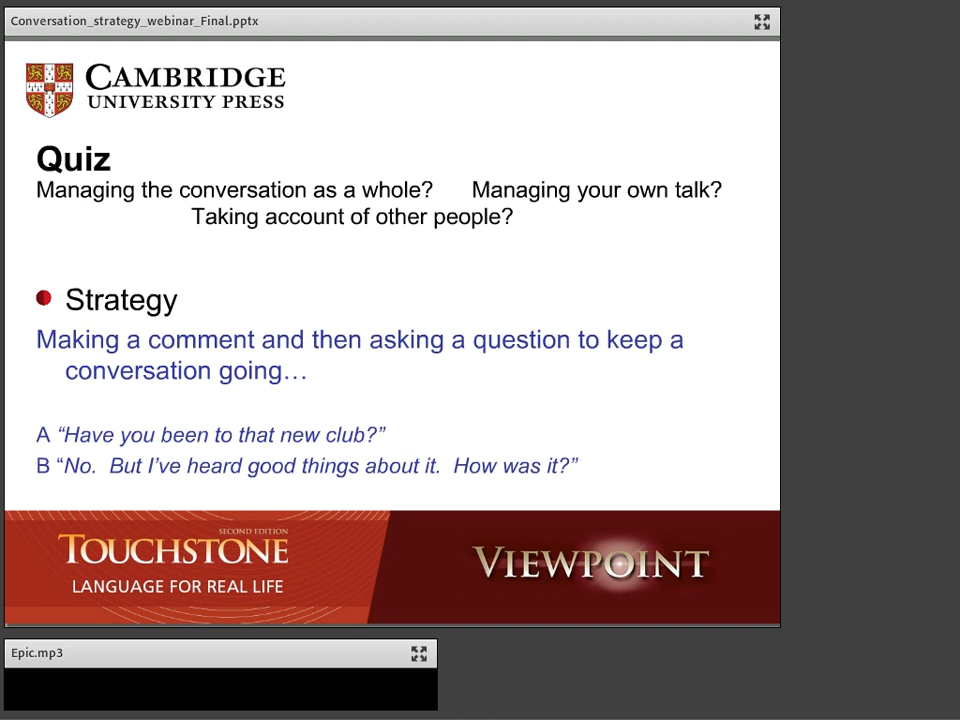 Conversation_strategy_webinar_Final.pptx
CAMBRIDGE
UNIVERSITY PRESS
Quiz
Managing the conversation as a whole? Managing your own talk?
Taking account of other people?
Strategy
Making a comment and then asking a question to keep a
conversation going…
A “Have you been to that new club?”
B “No. But I’ve heard good things about it. How was it?”
SECOND EDITION
TOUCHSTONE
LANGUAGE FOR REAL LIFE
VIEWPOINT
Epic.mp3